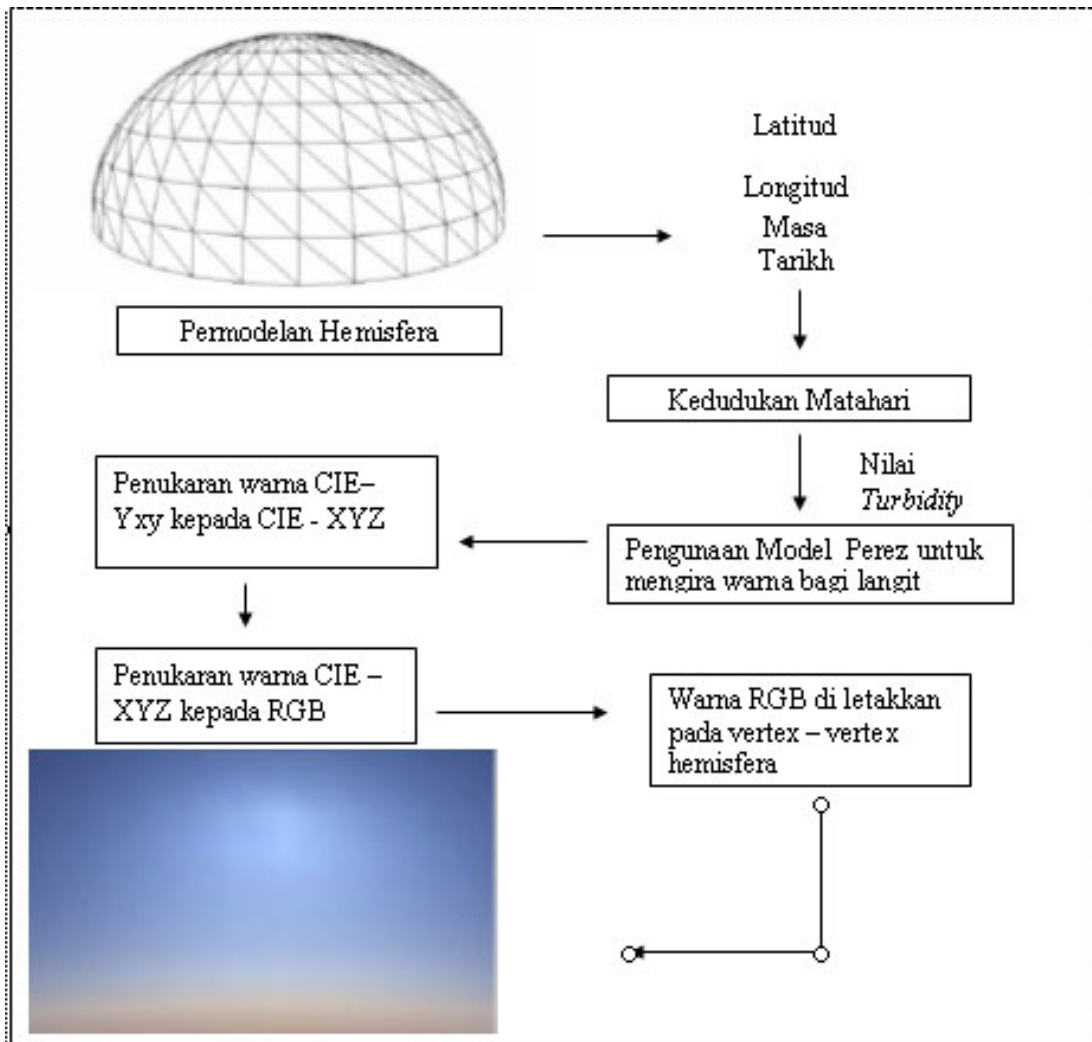 Latitud
Longitud
Masa
Tarikh
Permodelan Hemisfera
Kedudukan Matahari
Nilai
Turbidity
Pengunaan Model Perez untuk
mengira warna bagi langit
Penukaran warna CIE–
Yxy kepada CIE - XYZ
Penukaran warna CIE –
XYZ kepada RGB
Warna RGB di letakkan
pada vertex – vertex
hemisfera